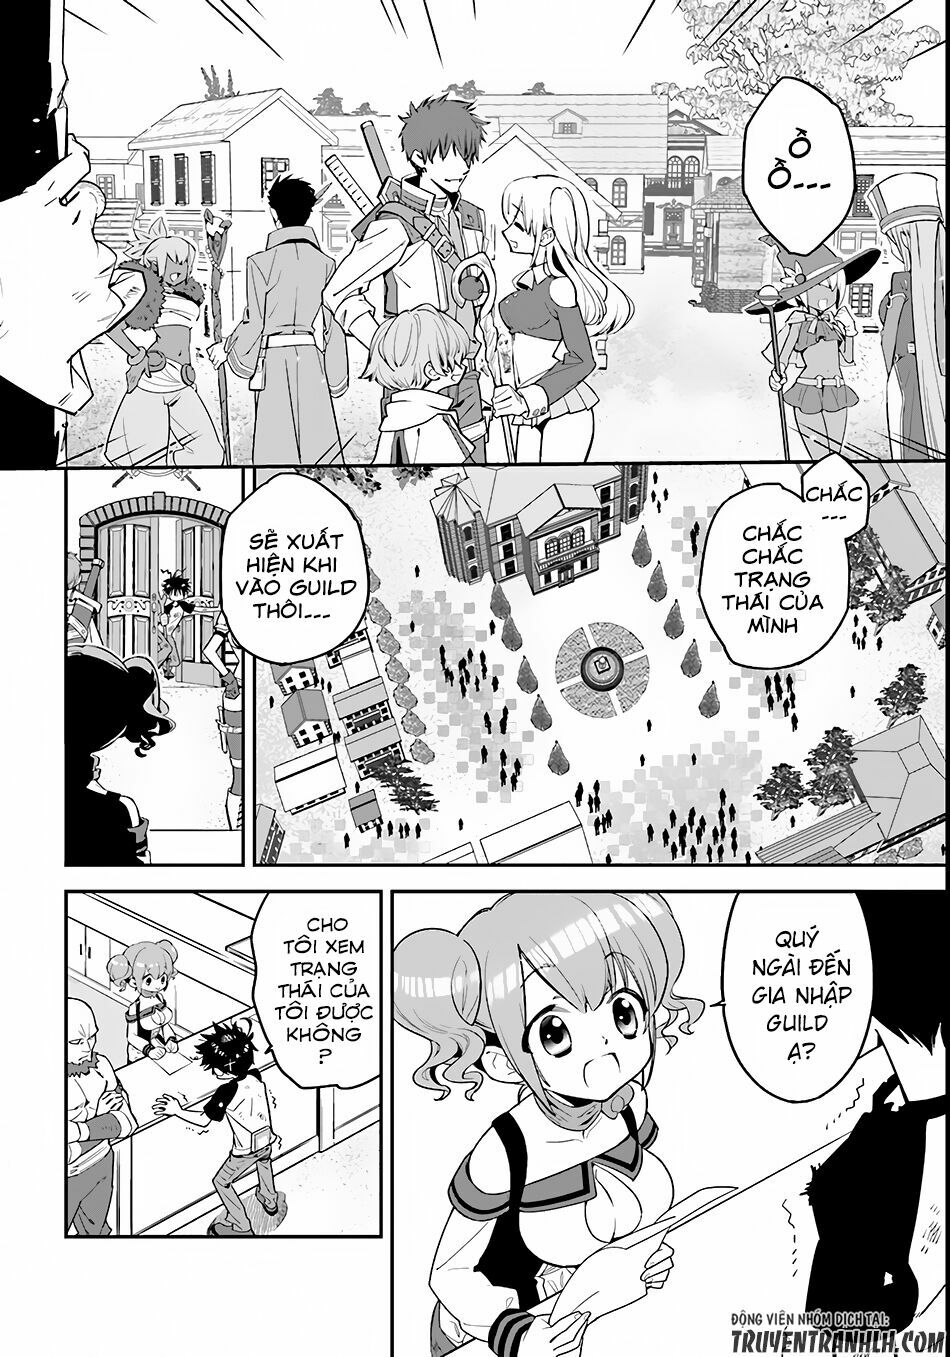 Ồ
Ồ---
CHẮC
---
CHẮC
CHẮC
TRẠNG
THÁI CỦA
MÌNH
SẼ XUẤT
HIỆN KHI
VÀO GUILD
THÔI---
QUÝ
NGÀI ĐẾN
GIA NHẬP
GUILD
Ạ?
CHO
TÔI XEM
TRẠNG
THÁI CỦA
TÔI ĐƯỢC
KHÔNG
?
ĐỘNG VIÊN NHÓM DỊCH TẠI:
TRUYENTRANHLH.COM